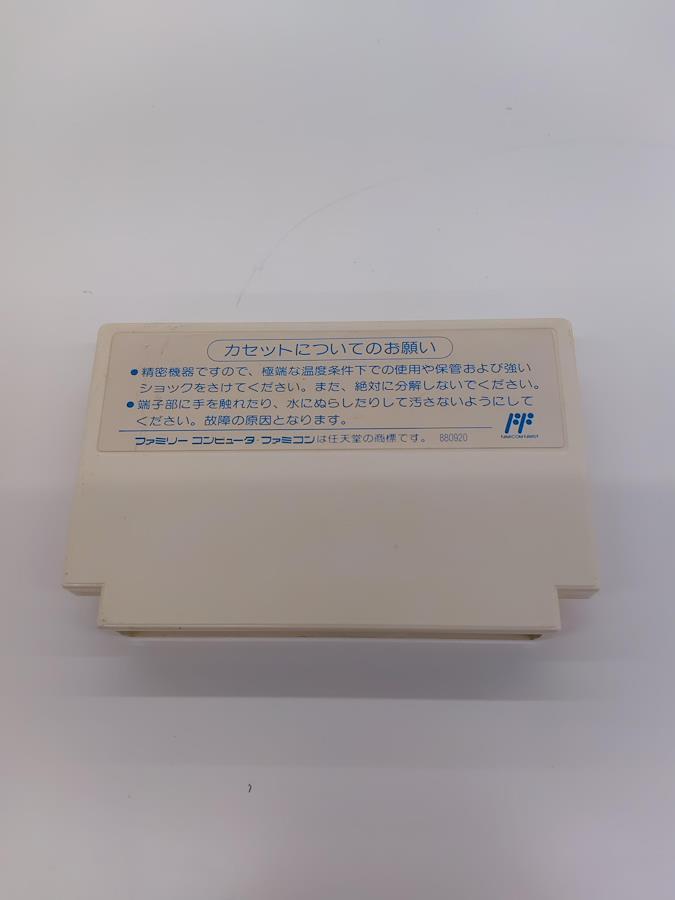 カセットについてのお願い
●精密機器ですので、極端な温度条件下での使用や保管および強い
ショックをさけてください。また、絶対に分解しないでください。
●端子部に手を触れたり、水にぬらしたりして汚さないようにして
ください。故障の原因となります。
ファミリーコンピュータ・ファミコンは任天堂の商標です。 880920